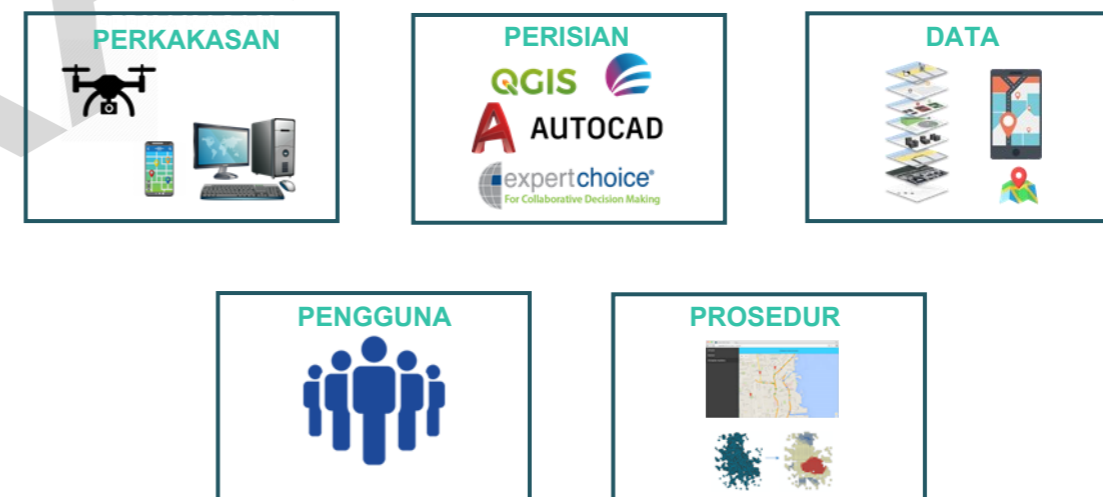 PERKAKASAN
PERISIAN
QGIS
AUTOCAD
expertchoice®
For Collaborative Decision Making
DATA
PENGGUNA
PROSEDUR